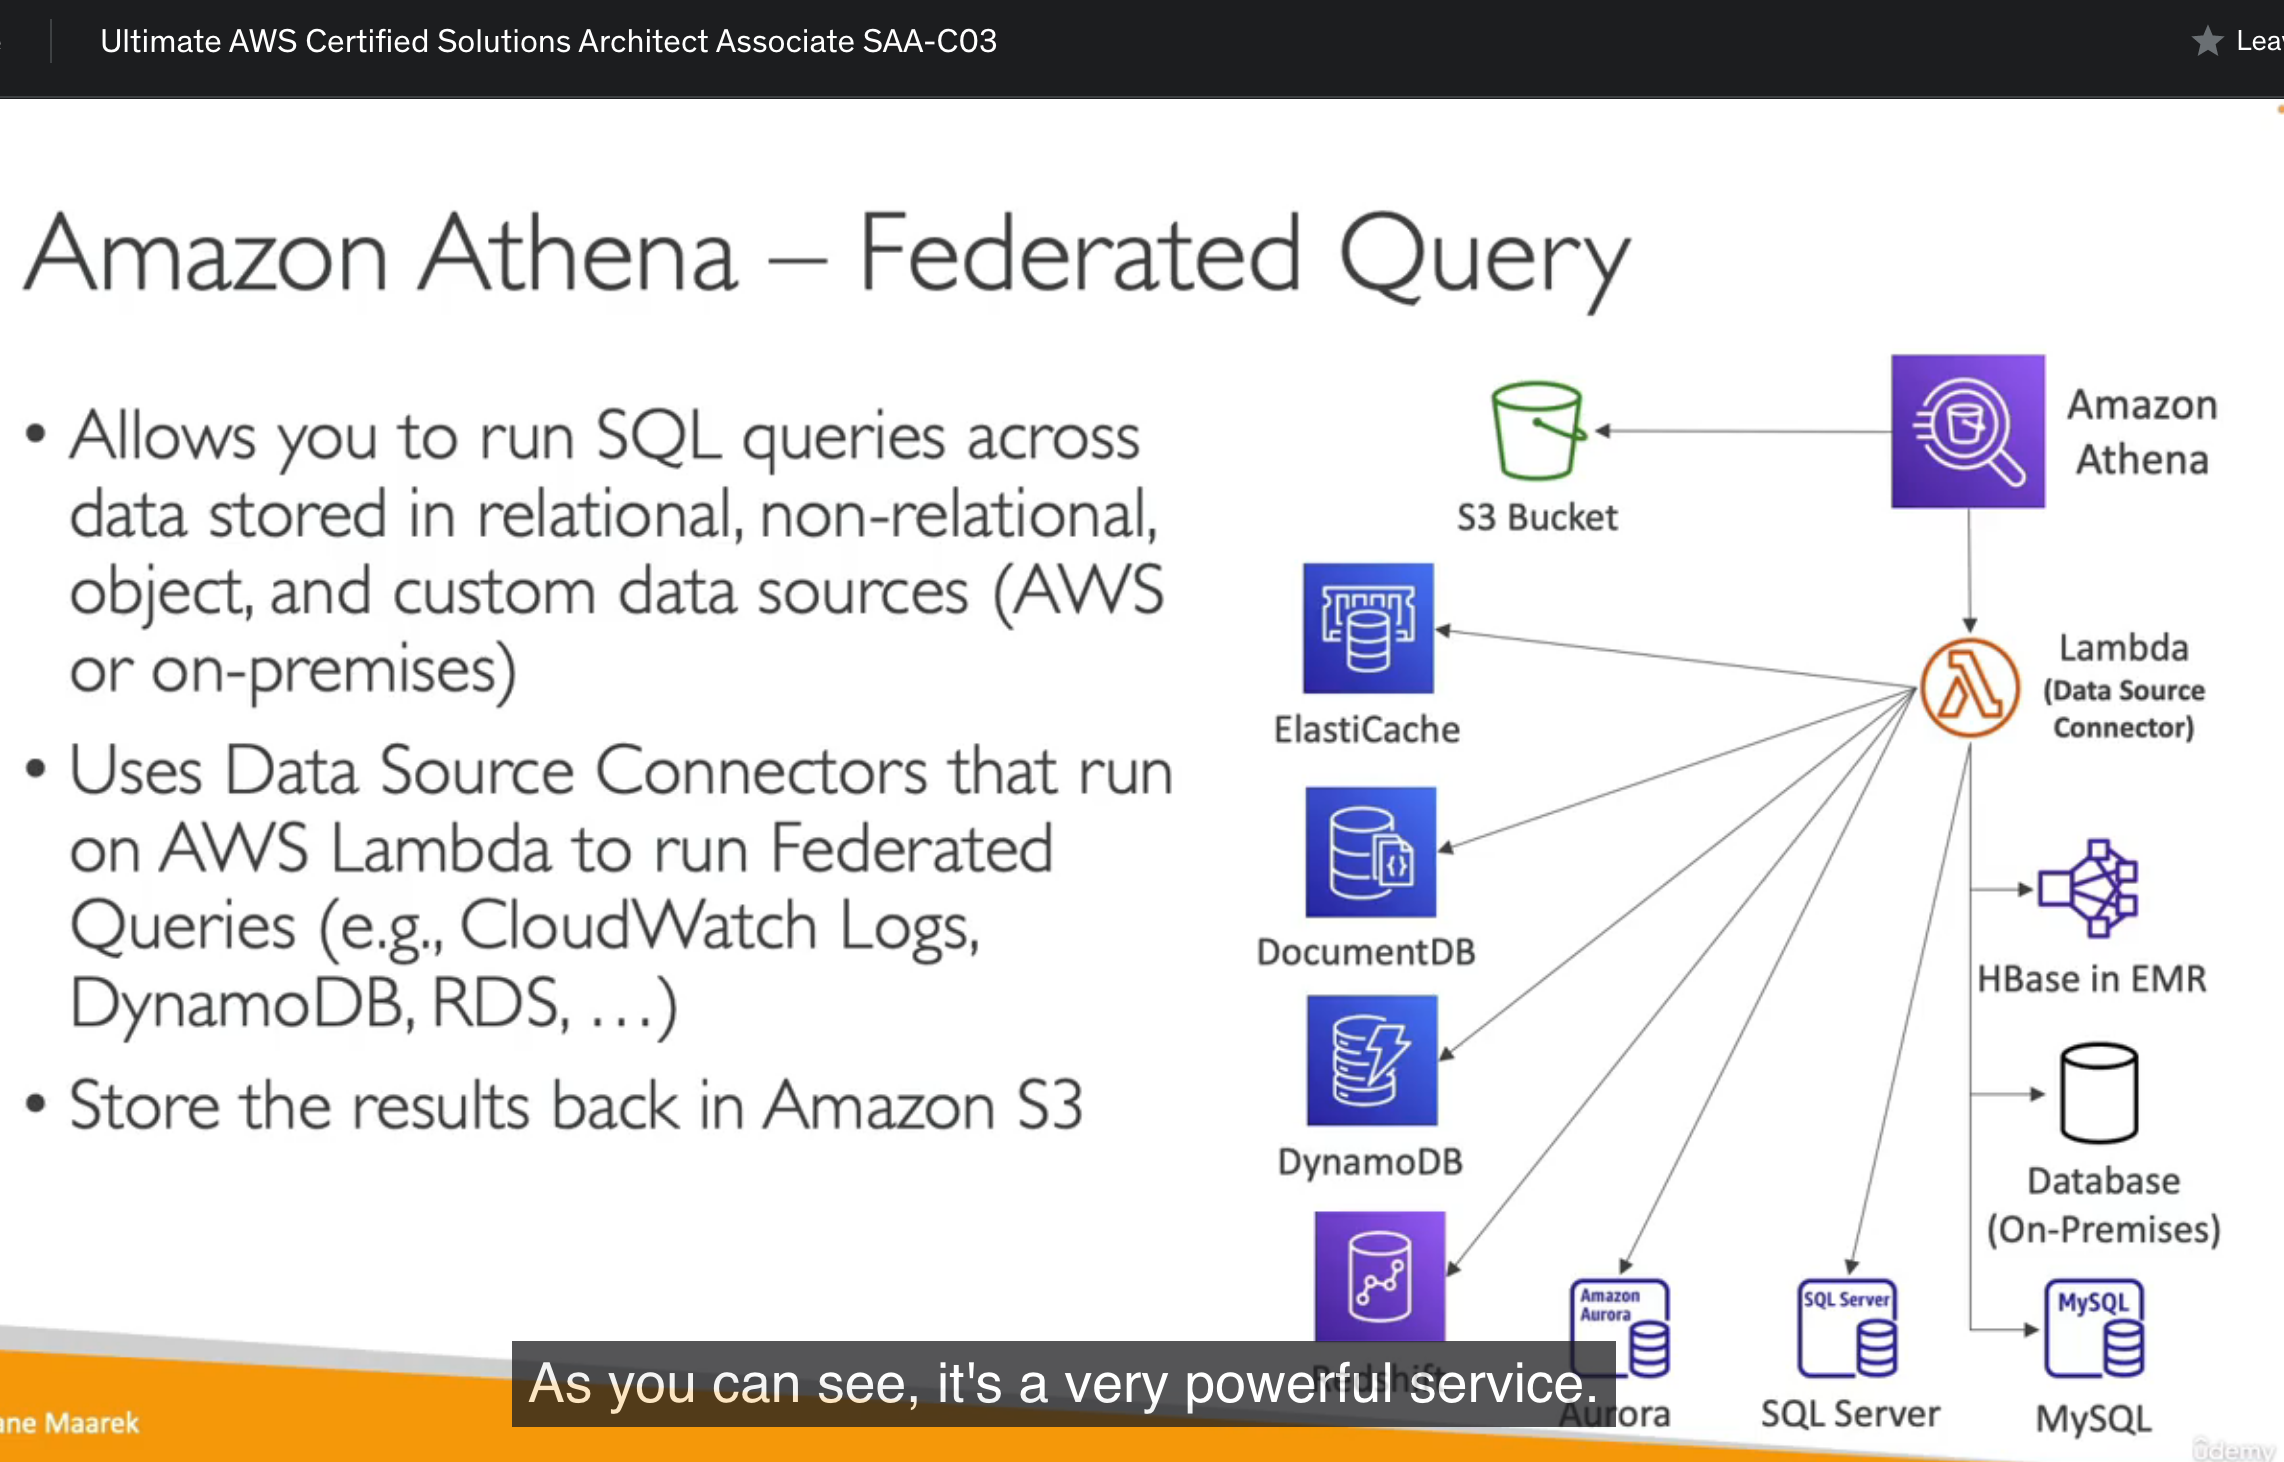 Ultimate AWS Certified Solutions Architect Associate SAA-C03
Lea
Amazon Athena – Federated Query
• Allows you to run SQL queries across
data stored in relational, non-relational,
object, and custom data sources (AWS
or on-premises)
• Uses Data Source Connectors that run
on AWS Lambda to run Federated
Queries (e.g., CloudWatch Logs,
DynamoDB, RDS, …)
• Store the results back in Amazon S3
S3 Bucket
Amazon
Athena
ElastiCache
Lambda
(Data Source
Connector)
DocumentDB
HBase in EMR
DynamoDB
Database
(On-Premises)
Redshift
Amazon
Aurora
Aurora
SQL Server
SQL Server
MySQL
MySQL
As you can see, it's a very powerful service.
ane Maarek
ûdemy